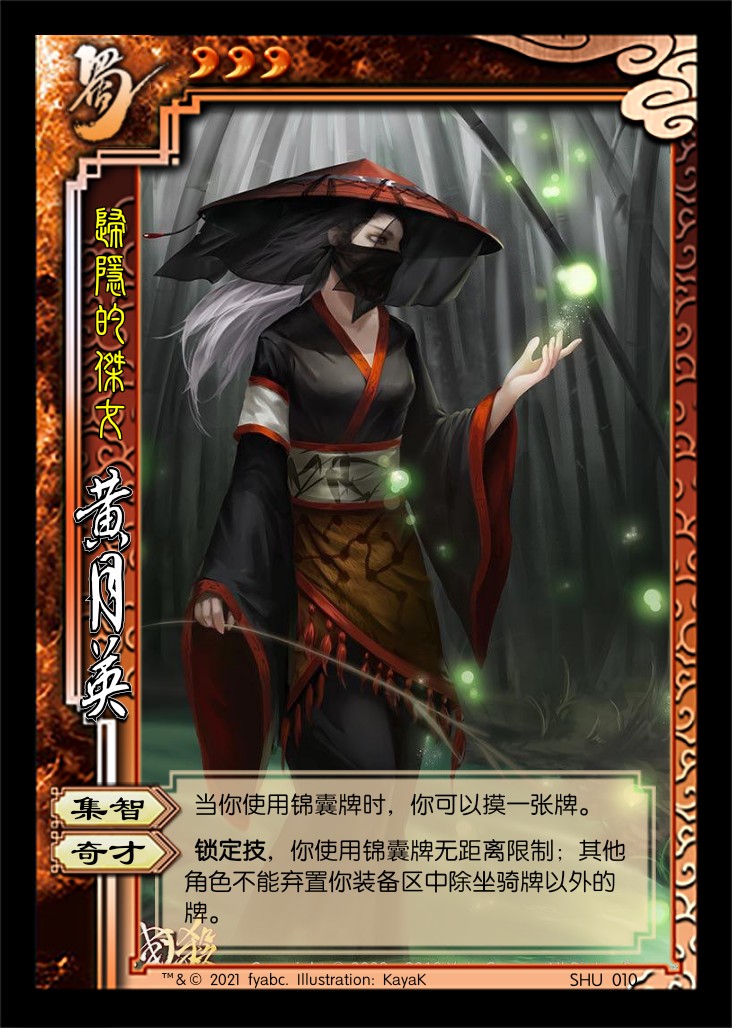 蜀
歸隱的傑女
黄月英
集智
当你使用锦囊牌时，你可以摸一张牌。
奇才
锁定技，你使用锦囊牌无距离限制；其他
角色不能弃置你装备区中除坐骑牌以外的
牌。
™&© 2021 fyabc. Illustration: KayaK
SHU 010